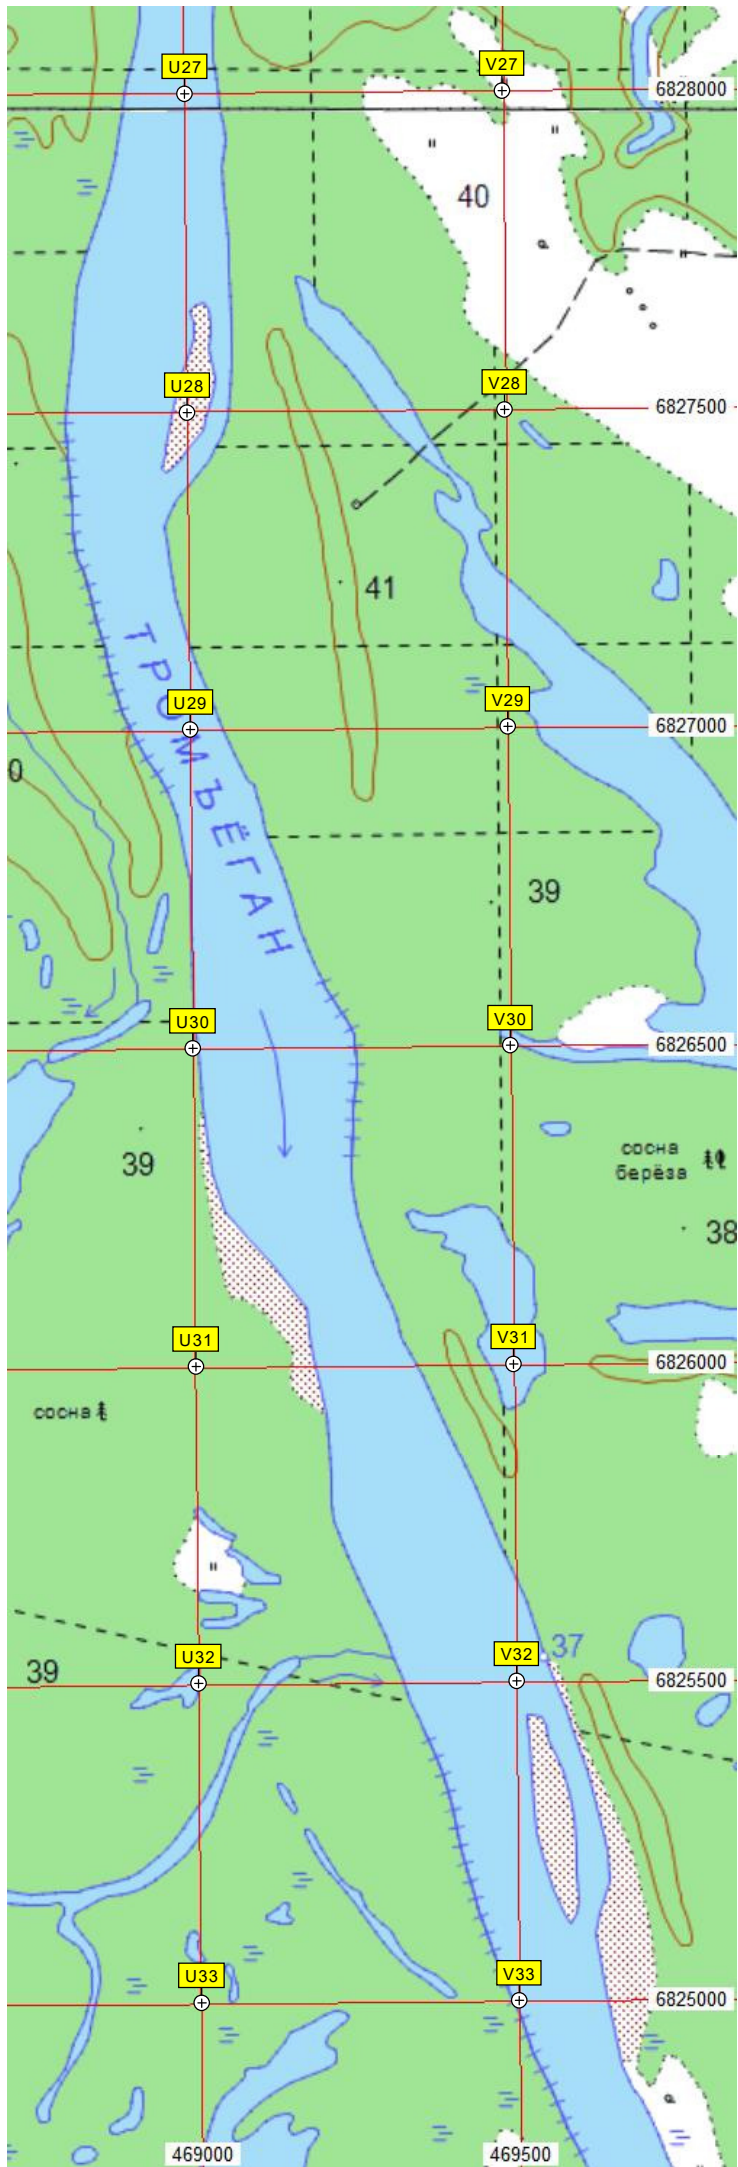 U27
V27
6828000
40
U28
V28
6827500
41
ТРОМЪЁГАН
U29
V29
6827000
0
39
U30
V30
6826500
39
сосна
берёза
38
U31
V31
6826000
сосна
37
39
U32
V32
6825500
U33
V33
6825000
469000
469500